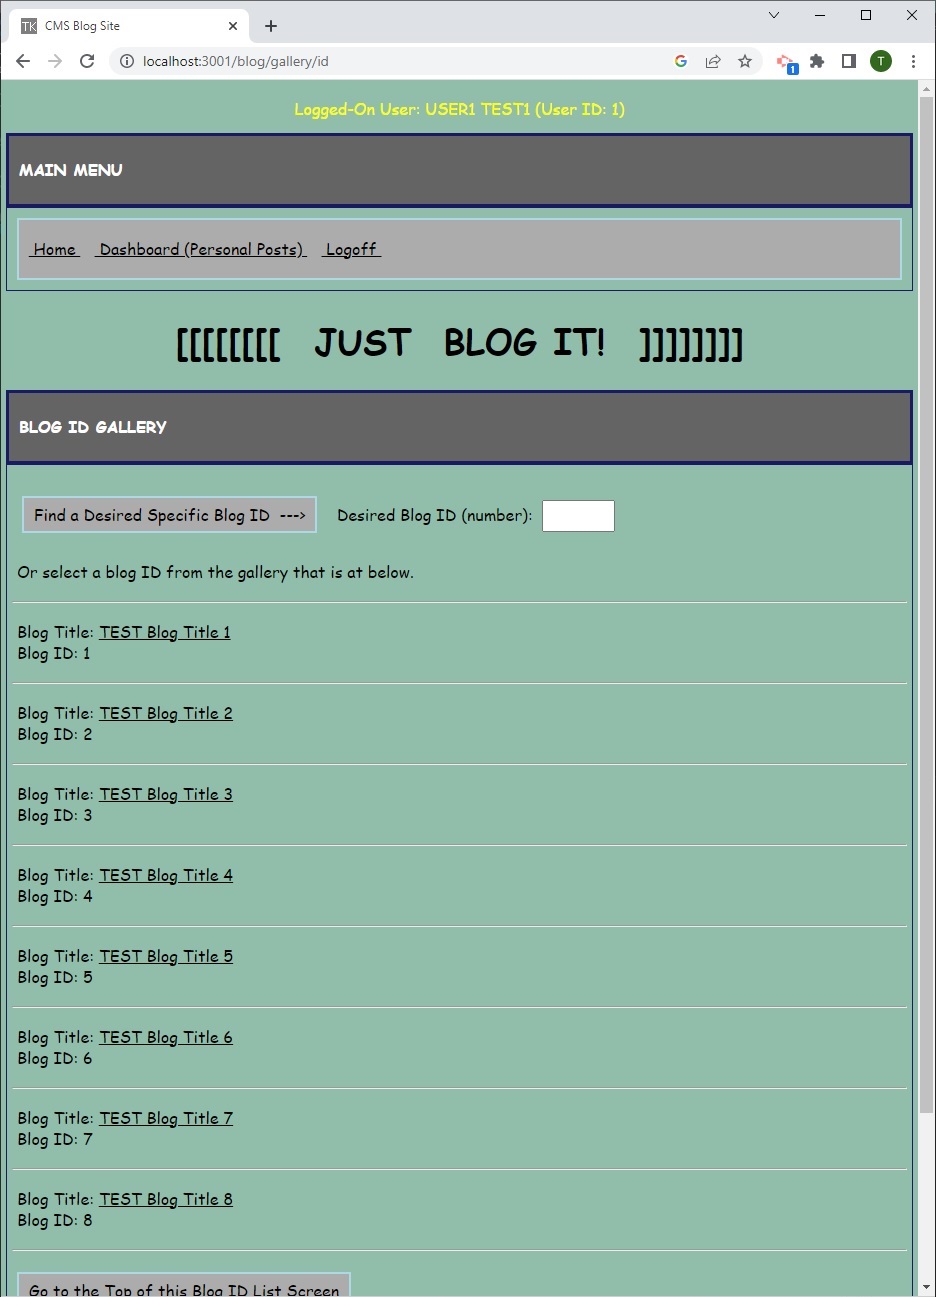 TK CMS Blog Site
localhost:3001/blog/gallery/id
1
T
Logged-On User: USER1 TEST1 (User ID: 1)
MAIN MENU
Home Dashboard (Personal Posts) Logoff
[[[[[[[[ JUST BLOG IT! ]]]]]]]]
BLOG ID GALLERY
Find a Desired Specific Blog ID ---> Desired Blog ID (number):
Or select a blog ID from the gallery that is at below.
Blog Title: TEST Blog Title 1
Blog ID: 1
Blog Title: TEST Blog Title 2
Blog ID: 2
Blog Title: TEST Blog Title 3
Blog ID: 3
Blog Title: TEST Blog Title 4
Blog ID: 4
Blog Title: TEST Blog Title 5
Blog ID: 5
Blog Title: TEST Blog Title 6
Blog ID: 6
Blog Title: TEST Blog Title 7
Blog ID: 7
Blog Title: TEST Blog Title 8
Blog ID: 8
Go to the Top of this Blog ID List Screen